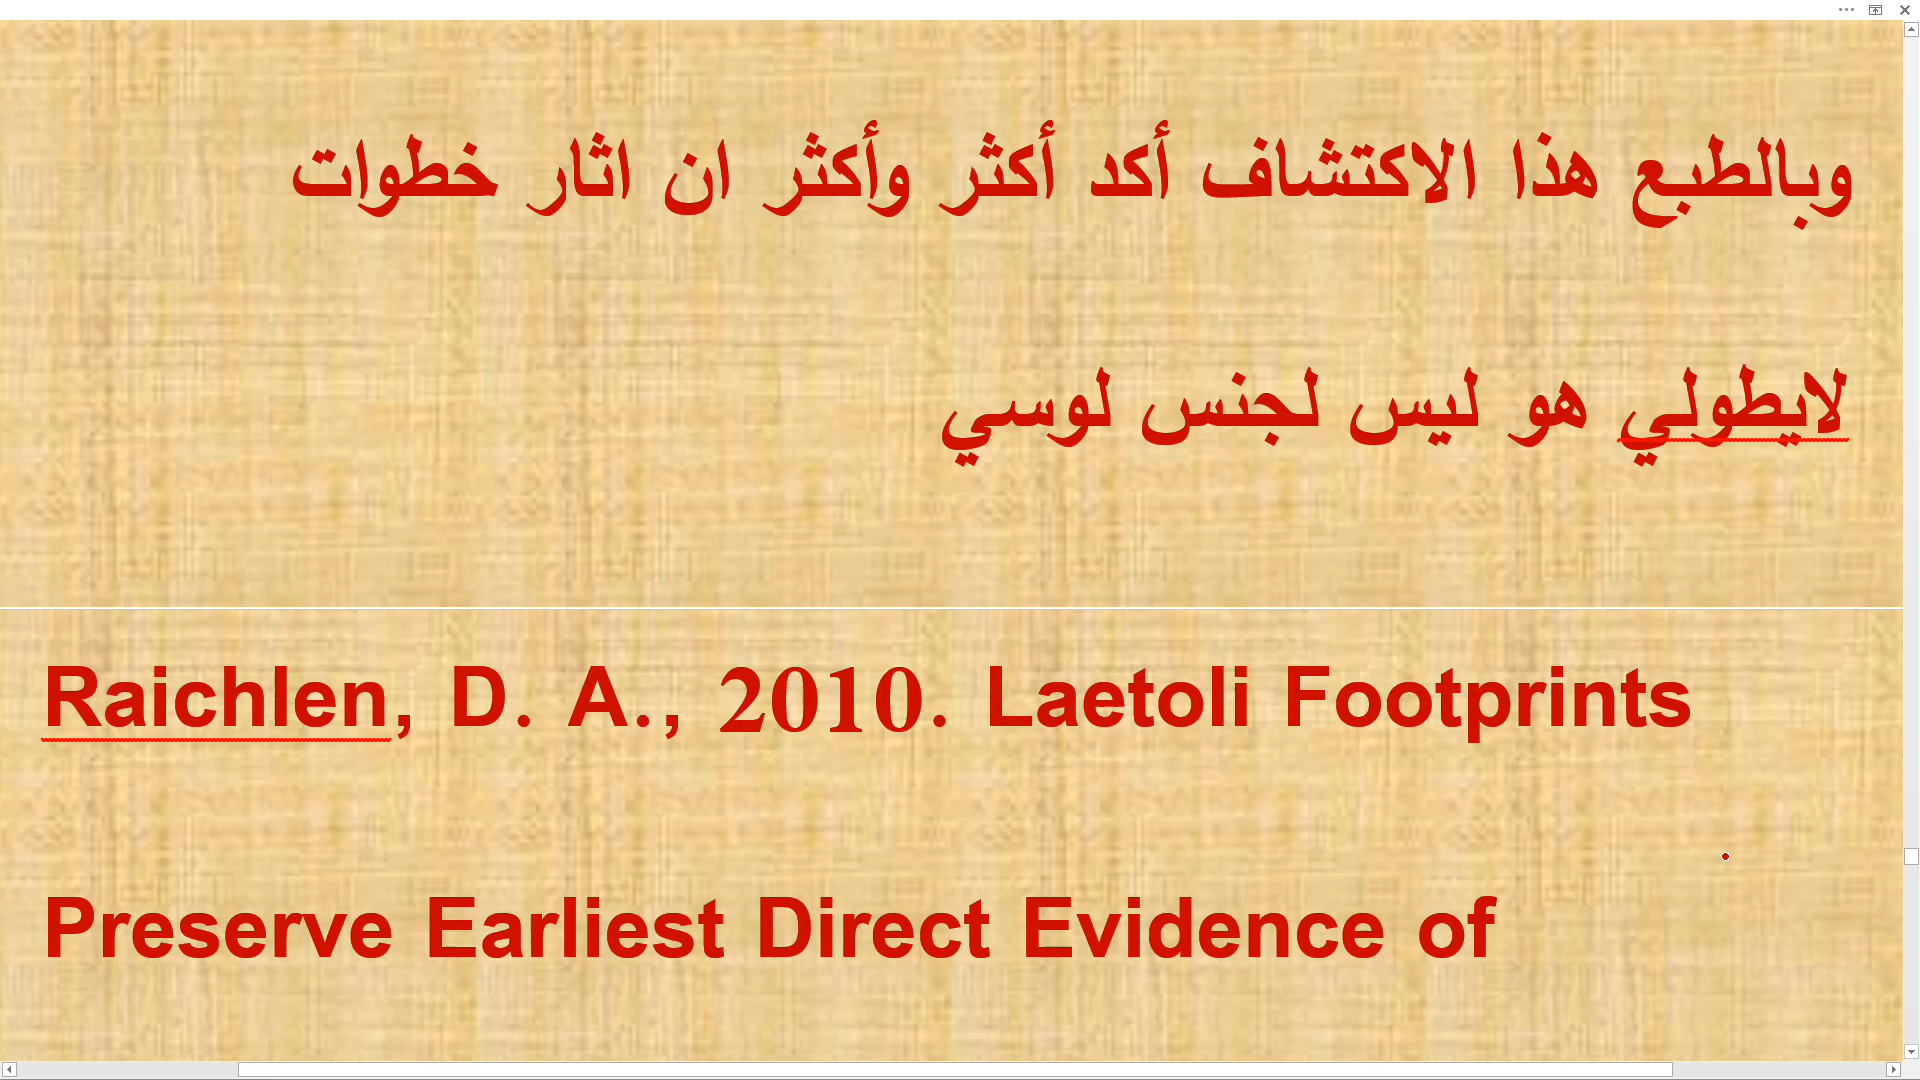 وبالطبع هذا الاكتشاف أكد أكثر وأكثر ان اثار خطوات
لايطولي هو ليس لجنس لوسي
Raichlen, D. A., 2010. Laetoli Footprints
Preserve Earliest Direct Evidence of